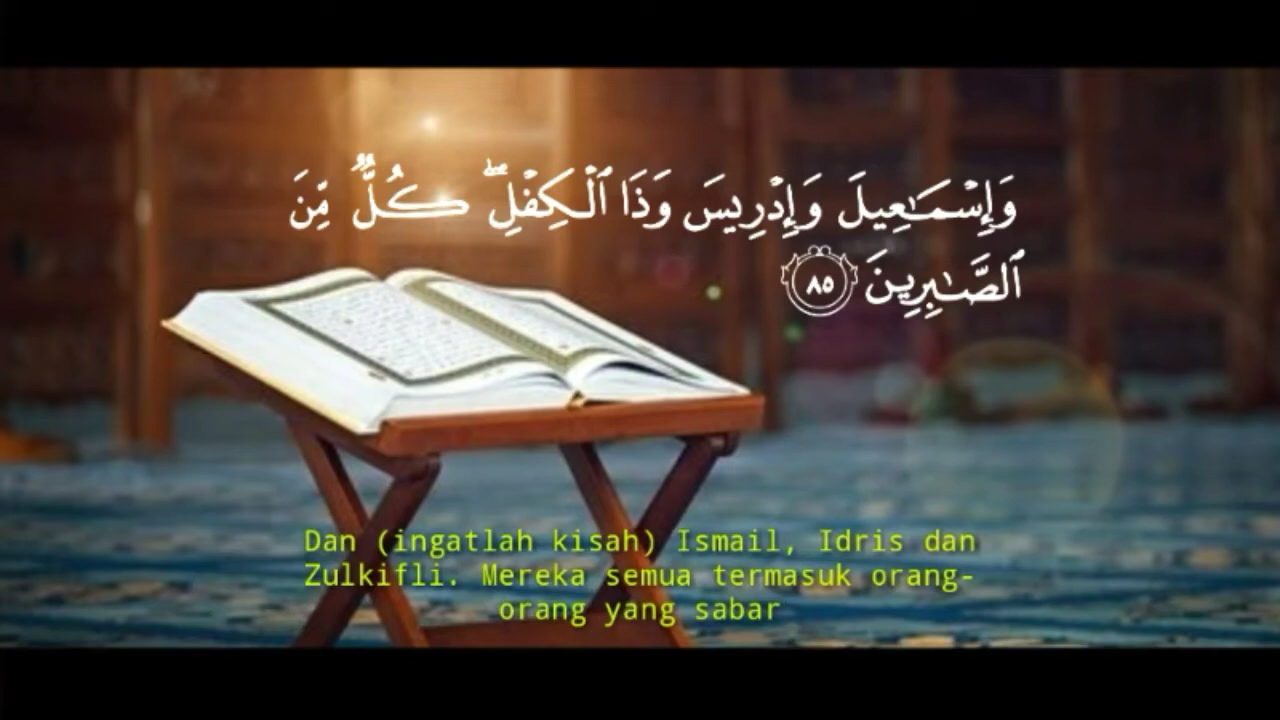 وَإِسْمَـٰعِيلَ وَإِدْرِيسَ وَذَا ٱلْكِفْلِ ۖ كُلٌّ مِّنَ
ٱلصَّـٰبِرِينَ ٨٥
Dan (ingatlah kisah) Ismail, Idris dan
Zulkifli. Mereka semua termasuk orang-
orang yang sabar